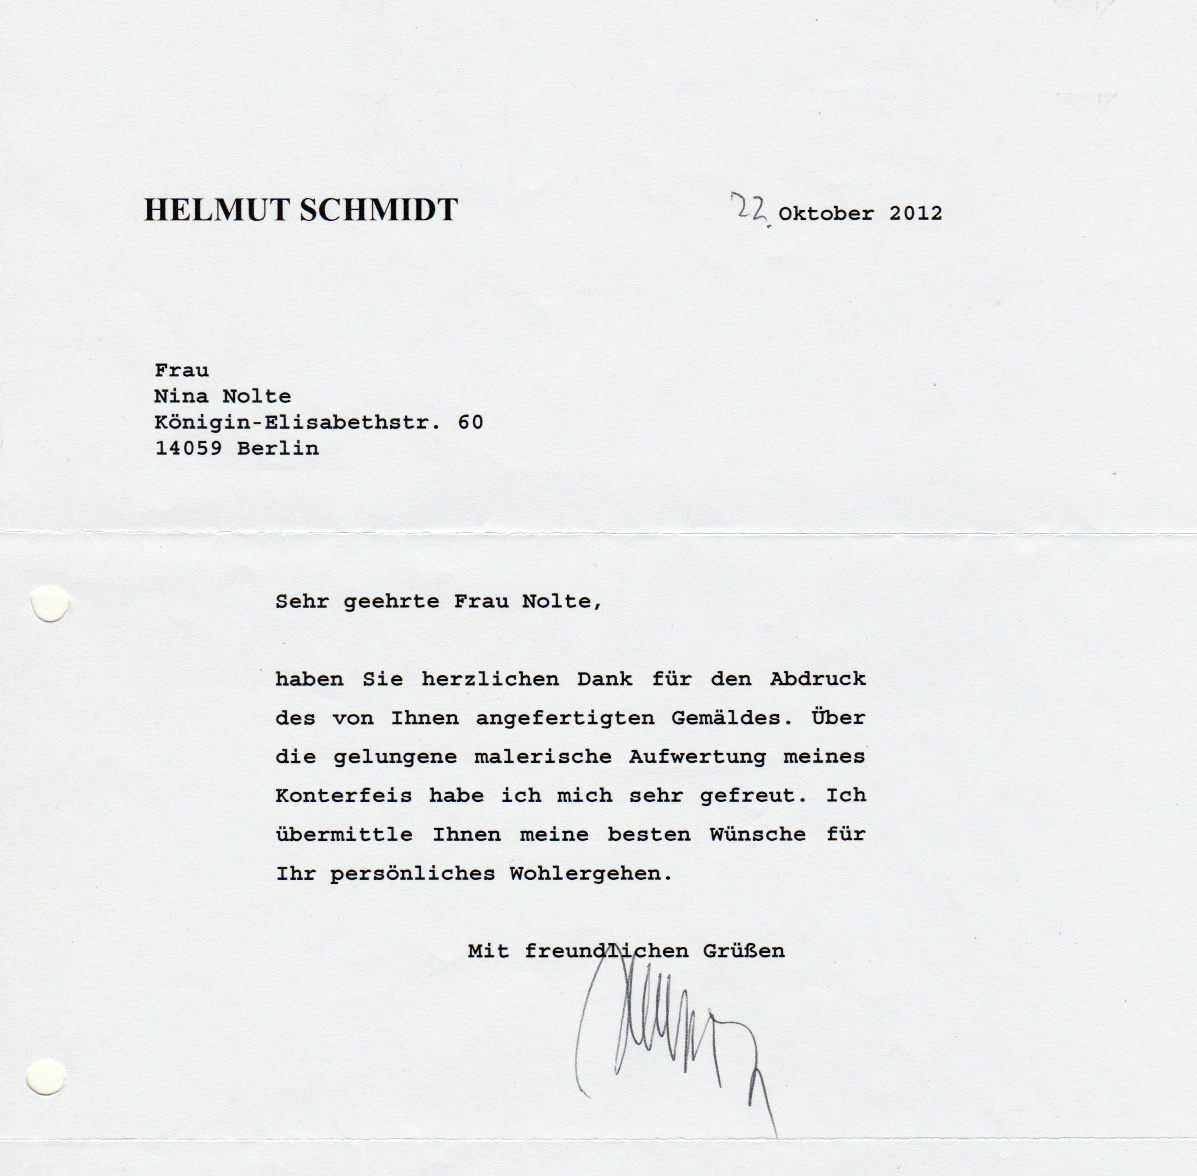 HELMUT SCHMIDT
22. Oktober 2012
Frau
Nina Nolte
Königin-Elisabethstr. 60
14059 Berlin
Sehr geehrte Frau Nolte,
haben Sie herzlichen Dank für den Abdruck
des von Ihnen angefertigten Gemäldes. Über
die gelungene malerische Aufwertung meines
Konterfeis habe ich mich sehr gefreut. Ich
übermittle Ihnen meine besten Wünsche für
Ihr persönliches Wohlergehen.
Mit freundlichen Grüßen